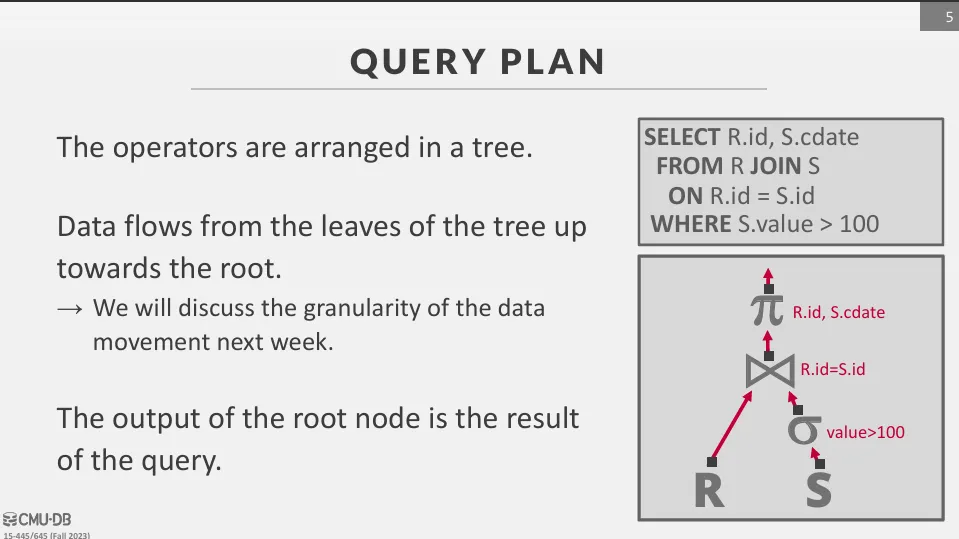 5
QUERY PLAN
The operators are arranged in a tree.
Data flows from the leaves of the tree up
towards the root.
→ We will discuss the granularity of the data
movement next week.
The output of the root node is the result
of the query.
SELECT R.id, S.cdate
FROM R JOIN S
ON R.id = S.id
WHERE S.value > 100
π R.id, S.cdate
⋈ R.id=S.id
σ value>100
R S
CMU·DB
15-445/645 (Fall 2023)